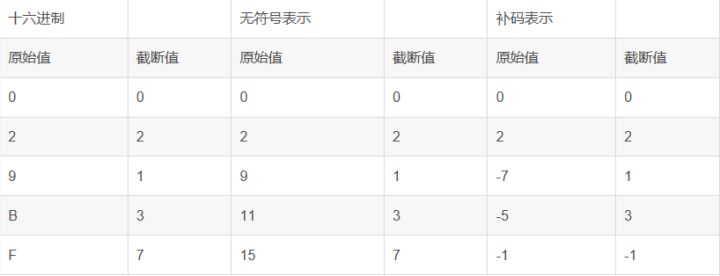 十六进制 无符号表示 补码表示
原始值 截断值 原始值 截断值 原始值 截断值
0 0 0 0 0 0
2 2 2 2 2 2
9 1 9 1 -7 1
B 3 11 3 -5 3
F 7 15 7 -1 -1